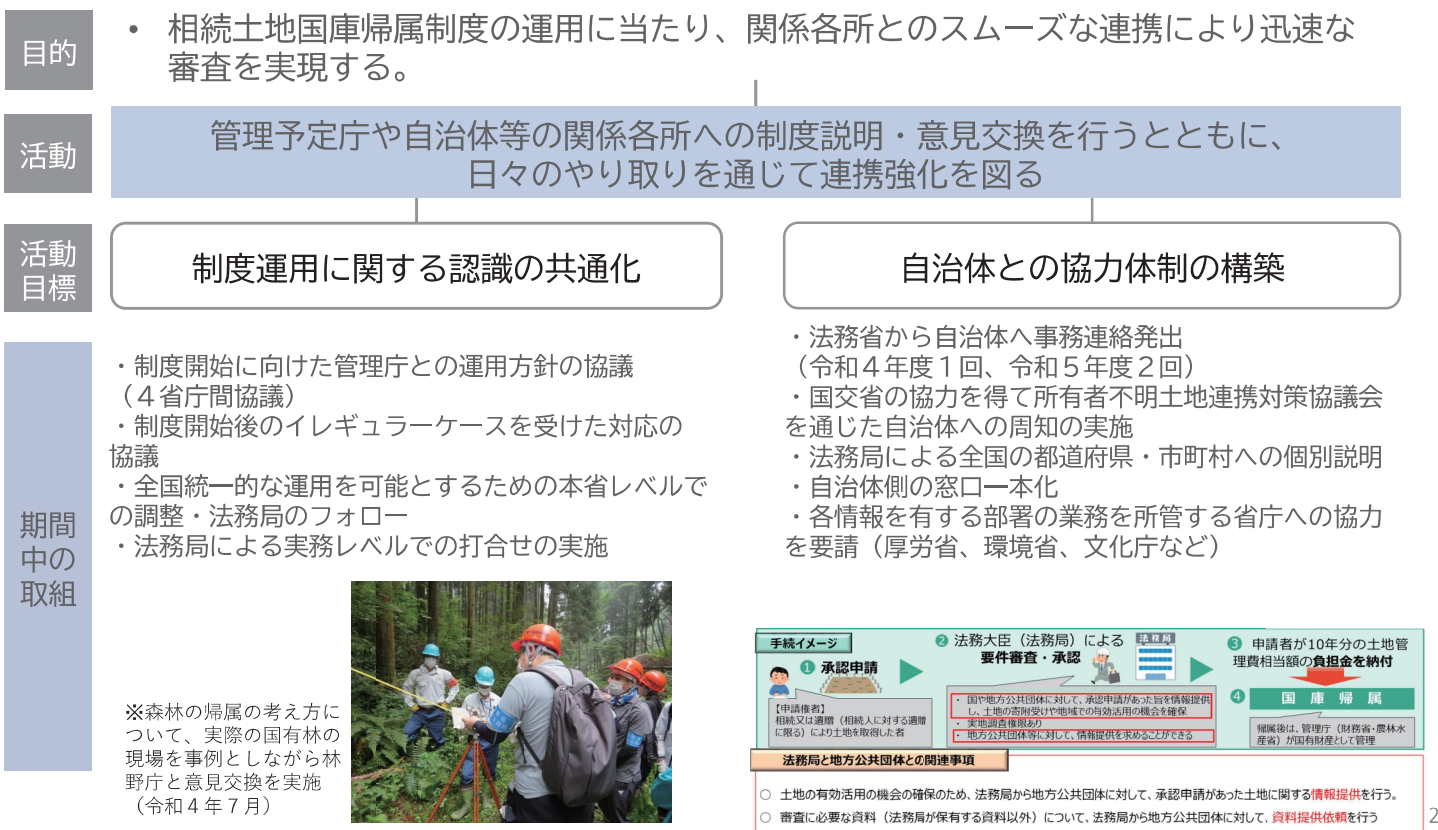 目的
• 相続土地国庫帰属制度の運用に当たり、関係各所とのスムーズな連携により迅速な
審査を実現する。
活動
管理予定庁や自治体等の関係各所への制度説明・意見交換を行うとともに、
日々のやり取りを通じて連携強化を図る
活動
目標
制度運用に関する認識の共通化
自治体との協力体制の構築
期間
中の
取組
・制度開始に向けた管理庁との運用方針の協議
（４省庁間協議）
・制度開始後のイレギュラーケースを受けた対応の
協議
・全国統一的な運用を可能とするための本省レベルで
の調整・法務局のフォロー
・法務局による実務レベルでの打合せの実施
※森林の帰属の考え方に
ついて、実際の国有林の
現場を事例としながら林
野庁と意見交換を実施
（令和４年７月）
・法務省から自治体へ事務連絡発出
（令和４年度１回、令和５年度２回）
・国交省の協力を得て所有者不明土地連携対策協議会
を通じた自治体への周知の実施
・法務局による全国の都道府県・市町村への個別説明
・自治体側の窓口一本化
・各情報を有する部署の業務を所管する省庁への協力
を要請（厚労省、環境省、文化庁など）
手続イメージ
❶ 承認申請
【申請権者】
相続又は遺贈（相続人に対する遺贈
に限る）により土地を取得した者
❷ 法務大臣（法務局）による
要件審査・承認
法務局
・ 国や地方公共団体に対して、承認申請があった旨を情報提供
し、土地の寄附受けや地域での有効活用の機会を確保
・ 実地調査権限あり
・ 地方公共団体等に対して、情報提供を求めることができる
❸ 申請者が10年分の土地管
理費相当額の負担金を納付
❹ 国庫帰属
帰属後は、管理庁（財務省・農林水
産省）が国有財産として管理
法務局と地方公共団体との関連事項
○ 土地の有効活用の機会の確保のため、法務局から地方公共団体に対して、承認申請があった土地に関する情報提供を行う。
○ 審査に必要な資料（法務局が保有する資料以外）について、法務局から地方公共団体に対して、資料提供依頼を行う
2